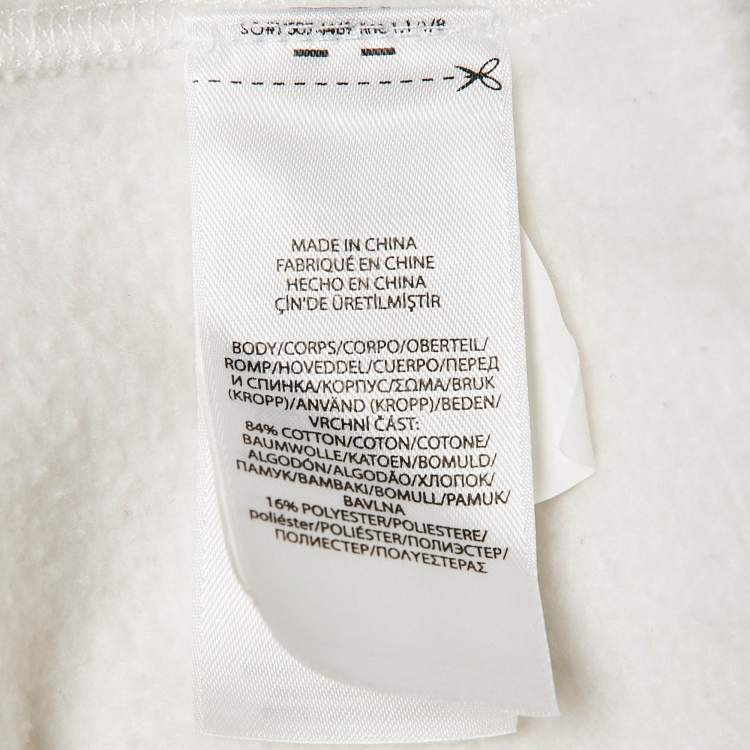 MADE IN CHINA
FABRIQUÉ EN CHINE
HECHO EN CHINA
ÇİN'DE ÜRETİLMİŞTİR
BODY/CORPS/CORPO/OBERTEIL/
ROMP/HOVEDDEL/CUERPO/ПЕРЕД
И СПИНКА/КОРПУС/ΣΩΜΑ/BRUK
(KROPP)/ANVÄND (KROPP)/BEDEN/
VRCHNÍ ČÁST:
84% COTTON/COTON/COTONE/
BAUMWOLLE/KATOEN/BOMULD/
ALGODÓN/ALGODÃO/ХЛОПОК/
ПАМУК/ΒΑΜΒΑΚΙ/BOMULL/PAMUK/
BAVLNA
16% POLYESTER/POLIESTERE/
poliéster/POLIÉSTER/ПОЛИЭСТЕР/
ПОЛИЕСТЕР/ΠΟΛΥΕΣΤΕΡΑΣ